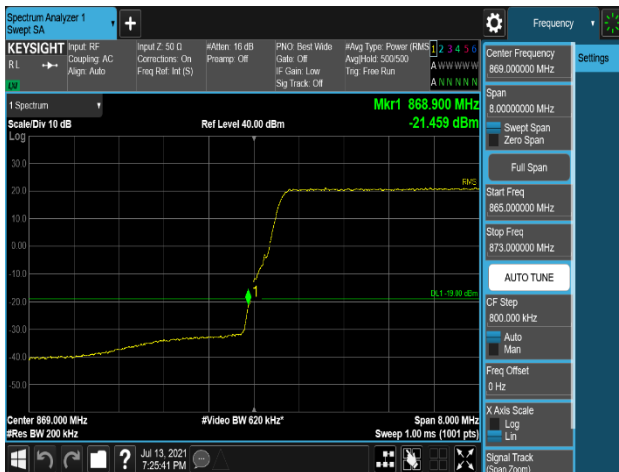 Spectrum Analyzer 1
Swept SA
Frequency
KEYSIGHT
Input: RF
Coupling: AC
Align: Auto
Input Z: 50 Ω
Corrections: On
Freq Ref: Int (S)
#Atten: 16 dB
Preamp: Off
PNO: Best Wide
Gate: Off
IF Gain: Low
Sig Track: Off
#Avg Type: Power (RMS
Avg|Hold: 500/500
Trig: Free Run
1 2 3 4 5 6
A W W W W W
A N N N N N
RL
LXI
1 Spectrum
Scale/Div 10 dB
Ref Level 40.00 dBm
Mkr1 868.900 MHz
-21.459 dBm
Log
30.0
20.0
10.0
0.00
-10.0
-20.0
-30.0
-40.0
-50.0
RMS
1
DL1 -19.00 dBm
Center 869.000 MHz
#Video BW 620 kHz*
Span 8.000 MHz
#Res BW 200 kHz
Sweep 1.00 ms (1001 pts)
Jul 13, 2021
7:25:41 PM
?
Center Frequency
869.000000 MHz
Settings
Span
8.00000000 MHz
Swept Span
Zero Span
Full Span
Start Freq
865.000000 MHz
Stop Freq
873.000000 MHz
AUTO TUNE
CF Step
800.000 kHz
Auto
Man
Freq Offset
0 Hz
X Axis Scale
Log
Lin
Signal Track
(Span Zoom)